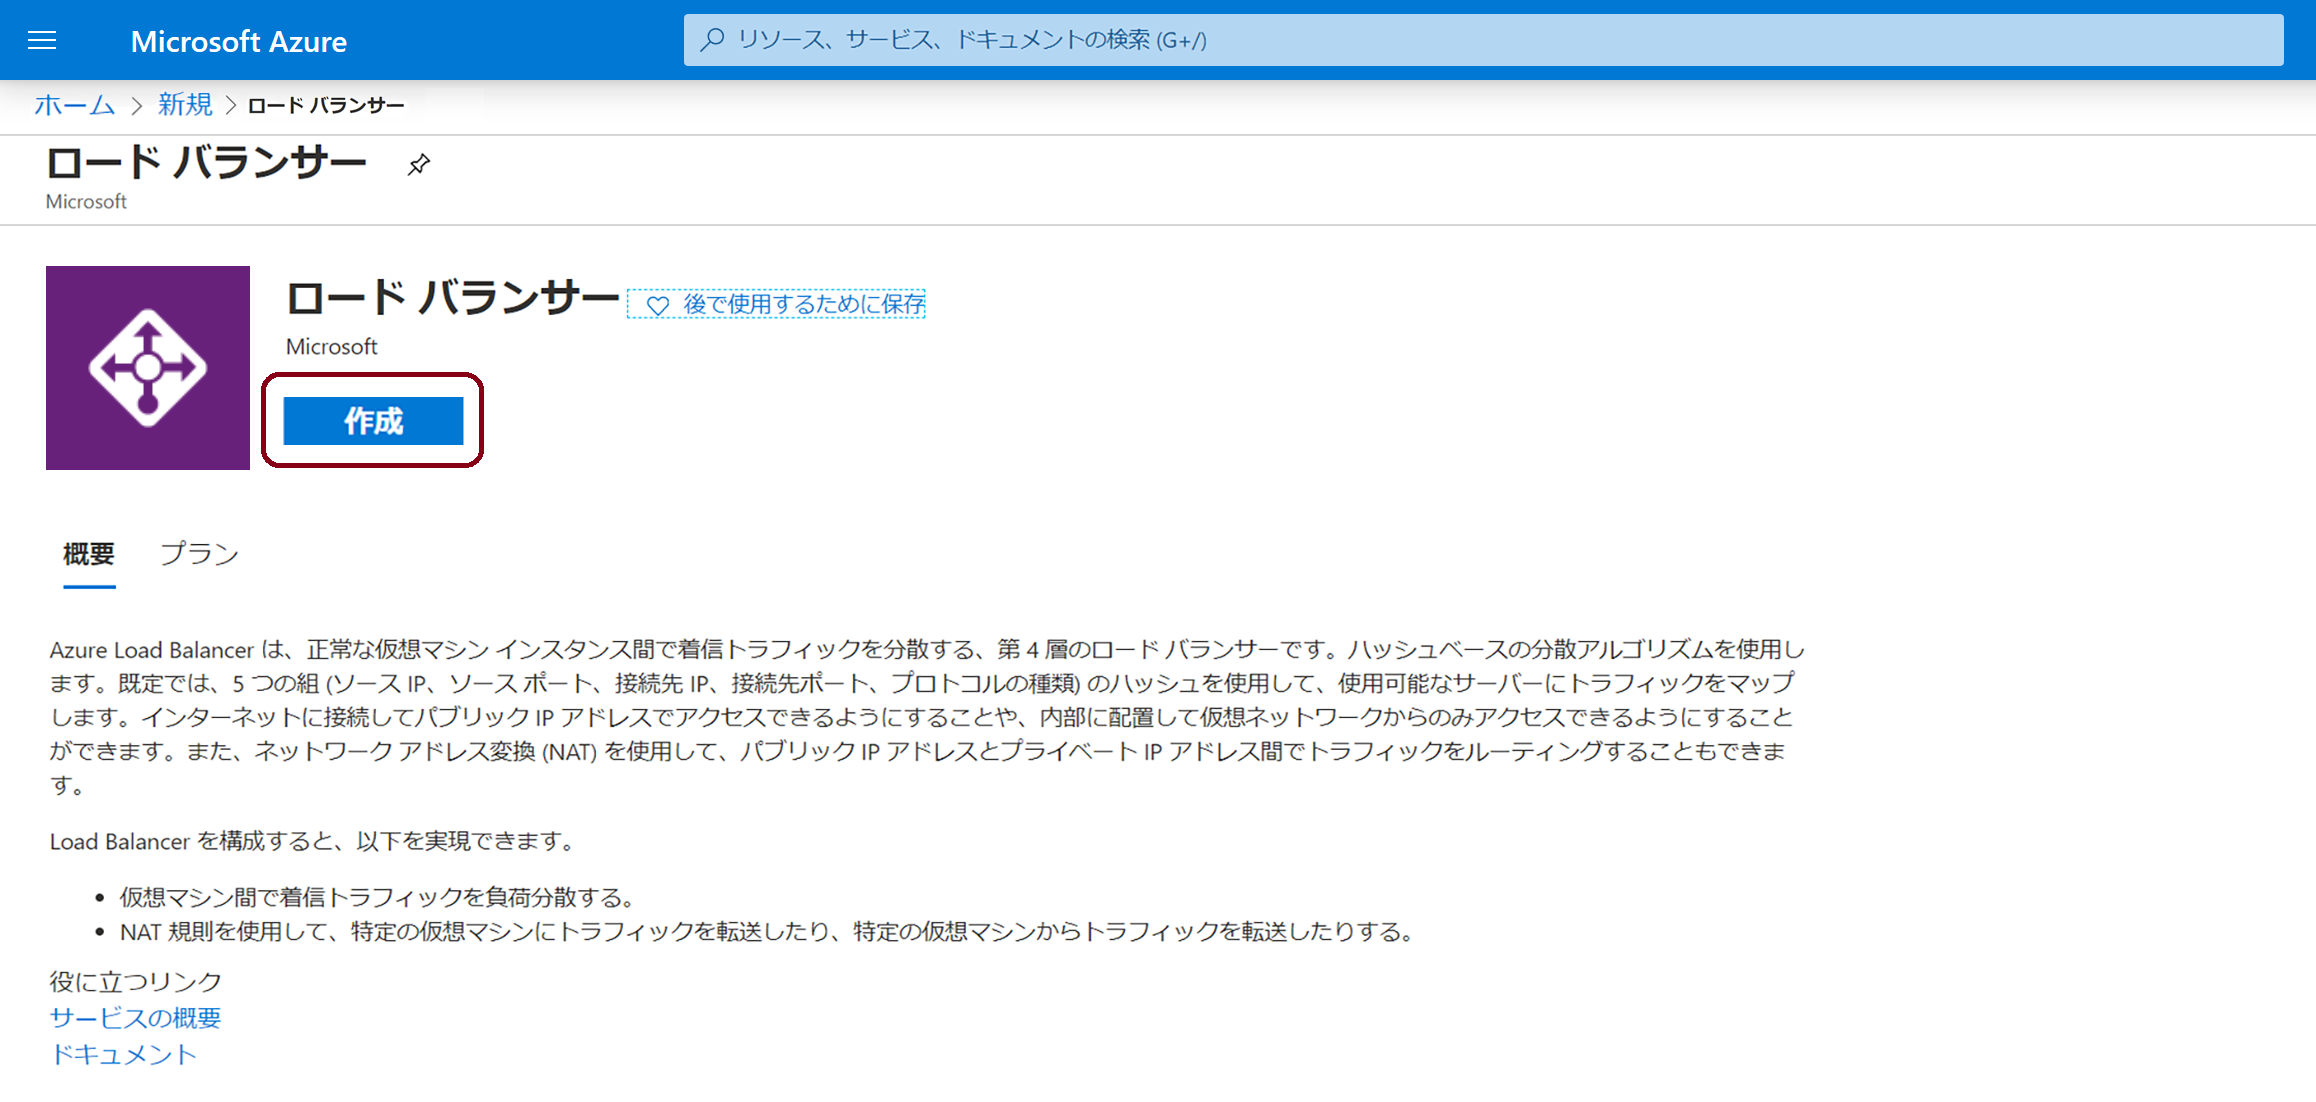 Microsoft Azure
リソース、サービス、ドキュメントの検索 (G+/)
ホーム > 新規 > ロード バランサー
ロード バランサー
Microsoft
ロード バランサー
後で使用するために保存
Microsoft
作成
概要 プラン
Azure Load Balancer は、正常な仮想マシン インスタンス間で着信トラフィックを分散する、第 4 層のロード バランサーです。ハッシュベースの分散アルゴリズムを使用し
ます。既定では、5 つの組 (ソース IP、ソース ポート、接続先 IP、接続先ポート、プロトコルの種類) のハッシュを使用して、使用可能なサーバーにトラフィックをマップ
します。インターネットに接続してパブリック IP アドレスでアクセスできるようにすることや、内部に配置して仮想ネットワークからのみアクセスできるようにすること
ができます。また、ネットワーク アドレス変換 (NAT) を使用して、パブリック IP アドレスとプライベート IP アドレス間でトラフィックをルーティングすることもできま
す。
Load Balancer を構成すると、以下を実現できます。
• 仮想マシン間で着信トラフィックを負荷分散する。
• NAT 規則を使用して、特定の仮想マシンにトラフィックを転送したり、特定の仮想マシンからトラフィックを転送したりする。
役に立つリンク
サービスの概要
ドキュメント